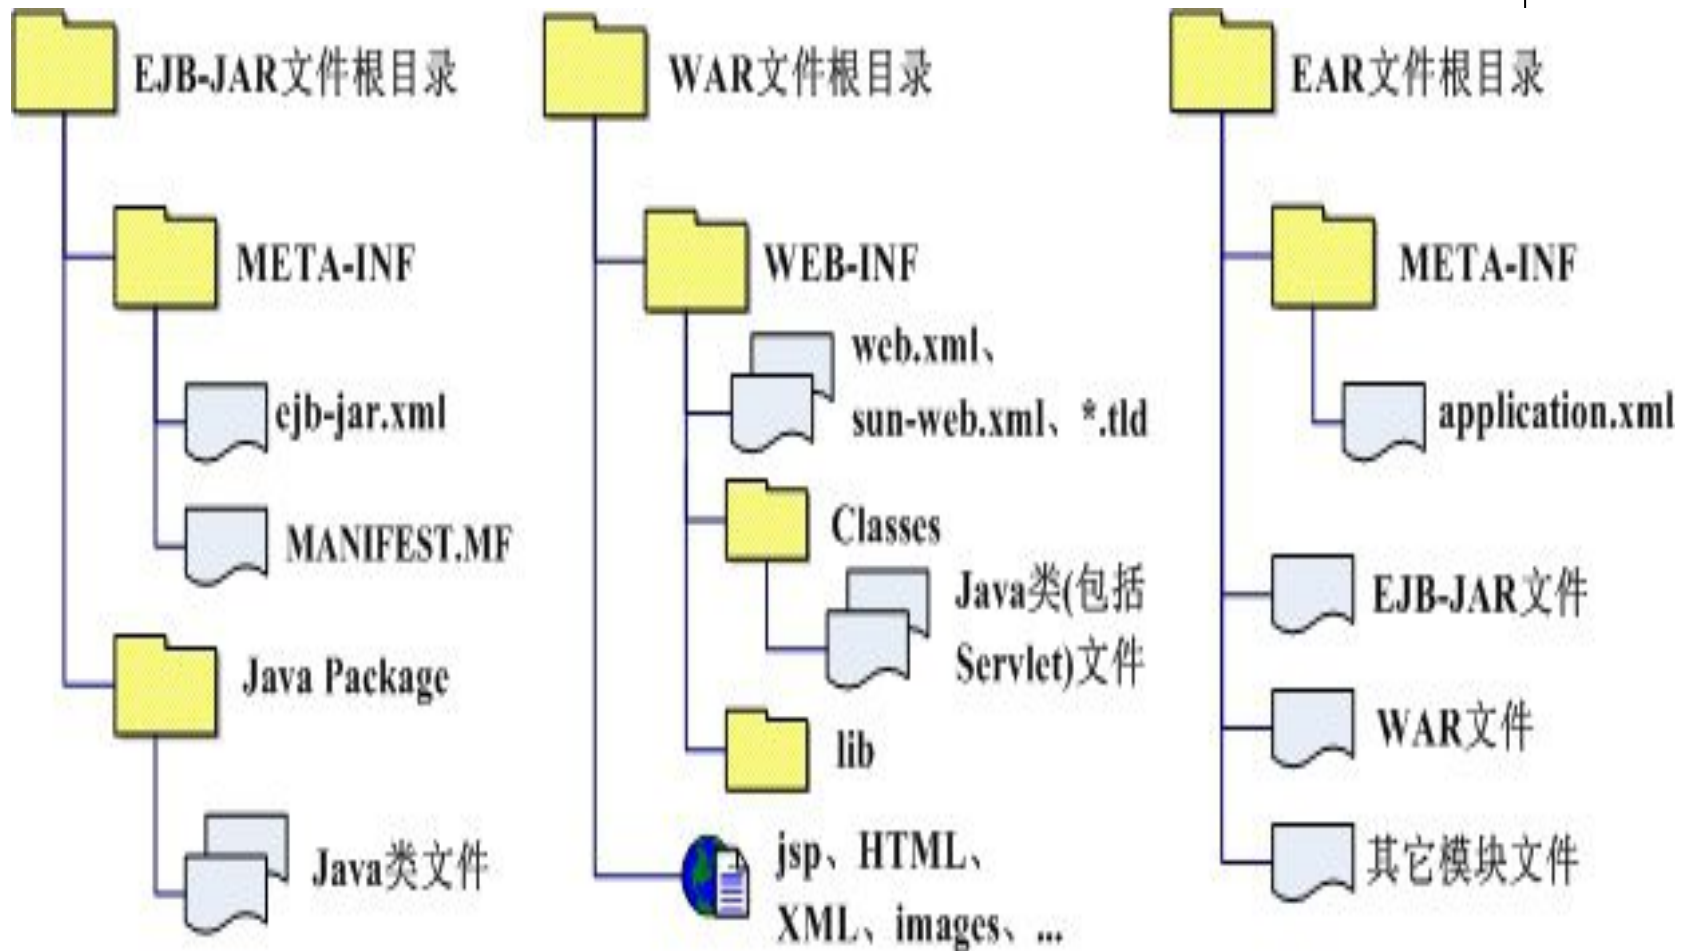 EJB-JAR文件根目录
META-INF
ejb-jar.xml
MANIFEST.MF
Java Package
Java类文件
WAR文件根目录
WEB-INF
web.xml、
sun-web.xml、*.tld
Classes
Java类(包括
Servlet)文件
lib
jsp、HTML、
XML、images、...
EAR文件根目录
META-INF
application.xml
EJB-JAR文件
WAR文件
其它模块文件